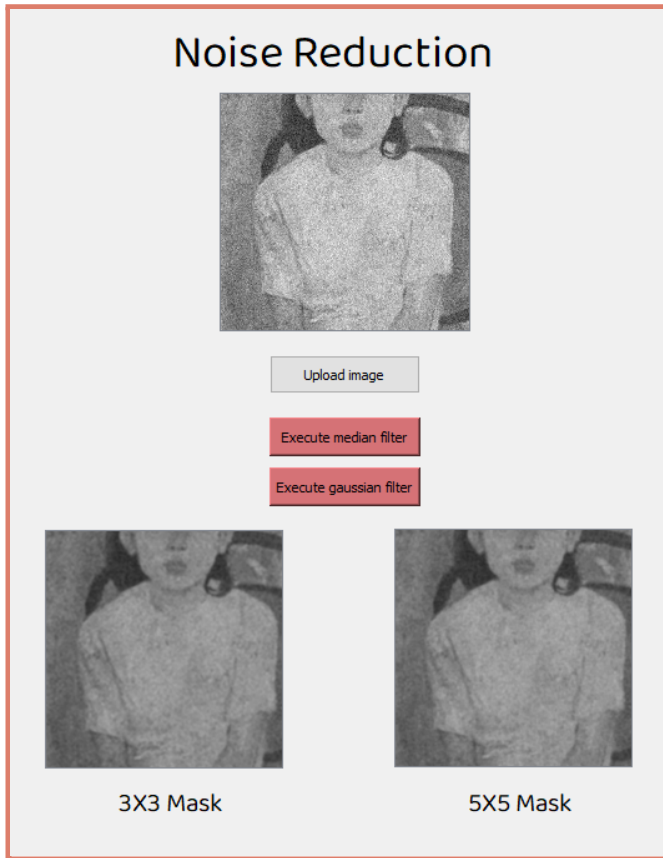 Noise Reduction
Upload image
Execute median filter
Execute gaussian filter
3X3 Mask
5X5 Mask